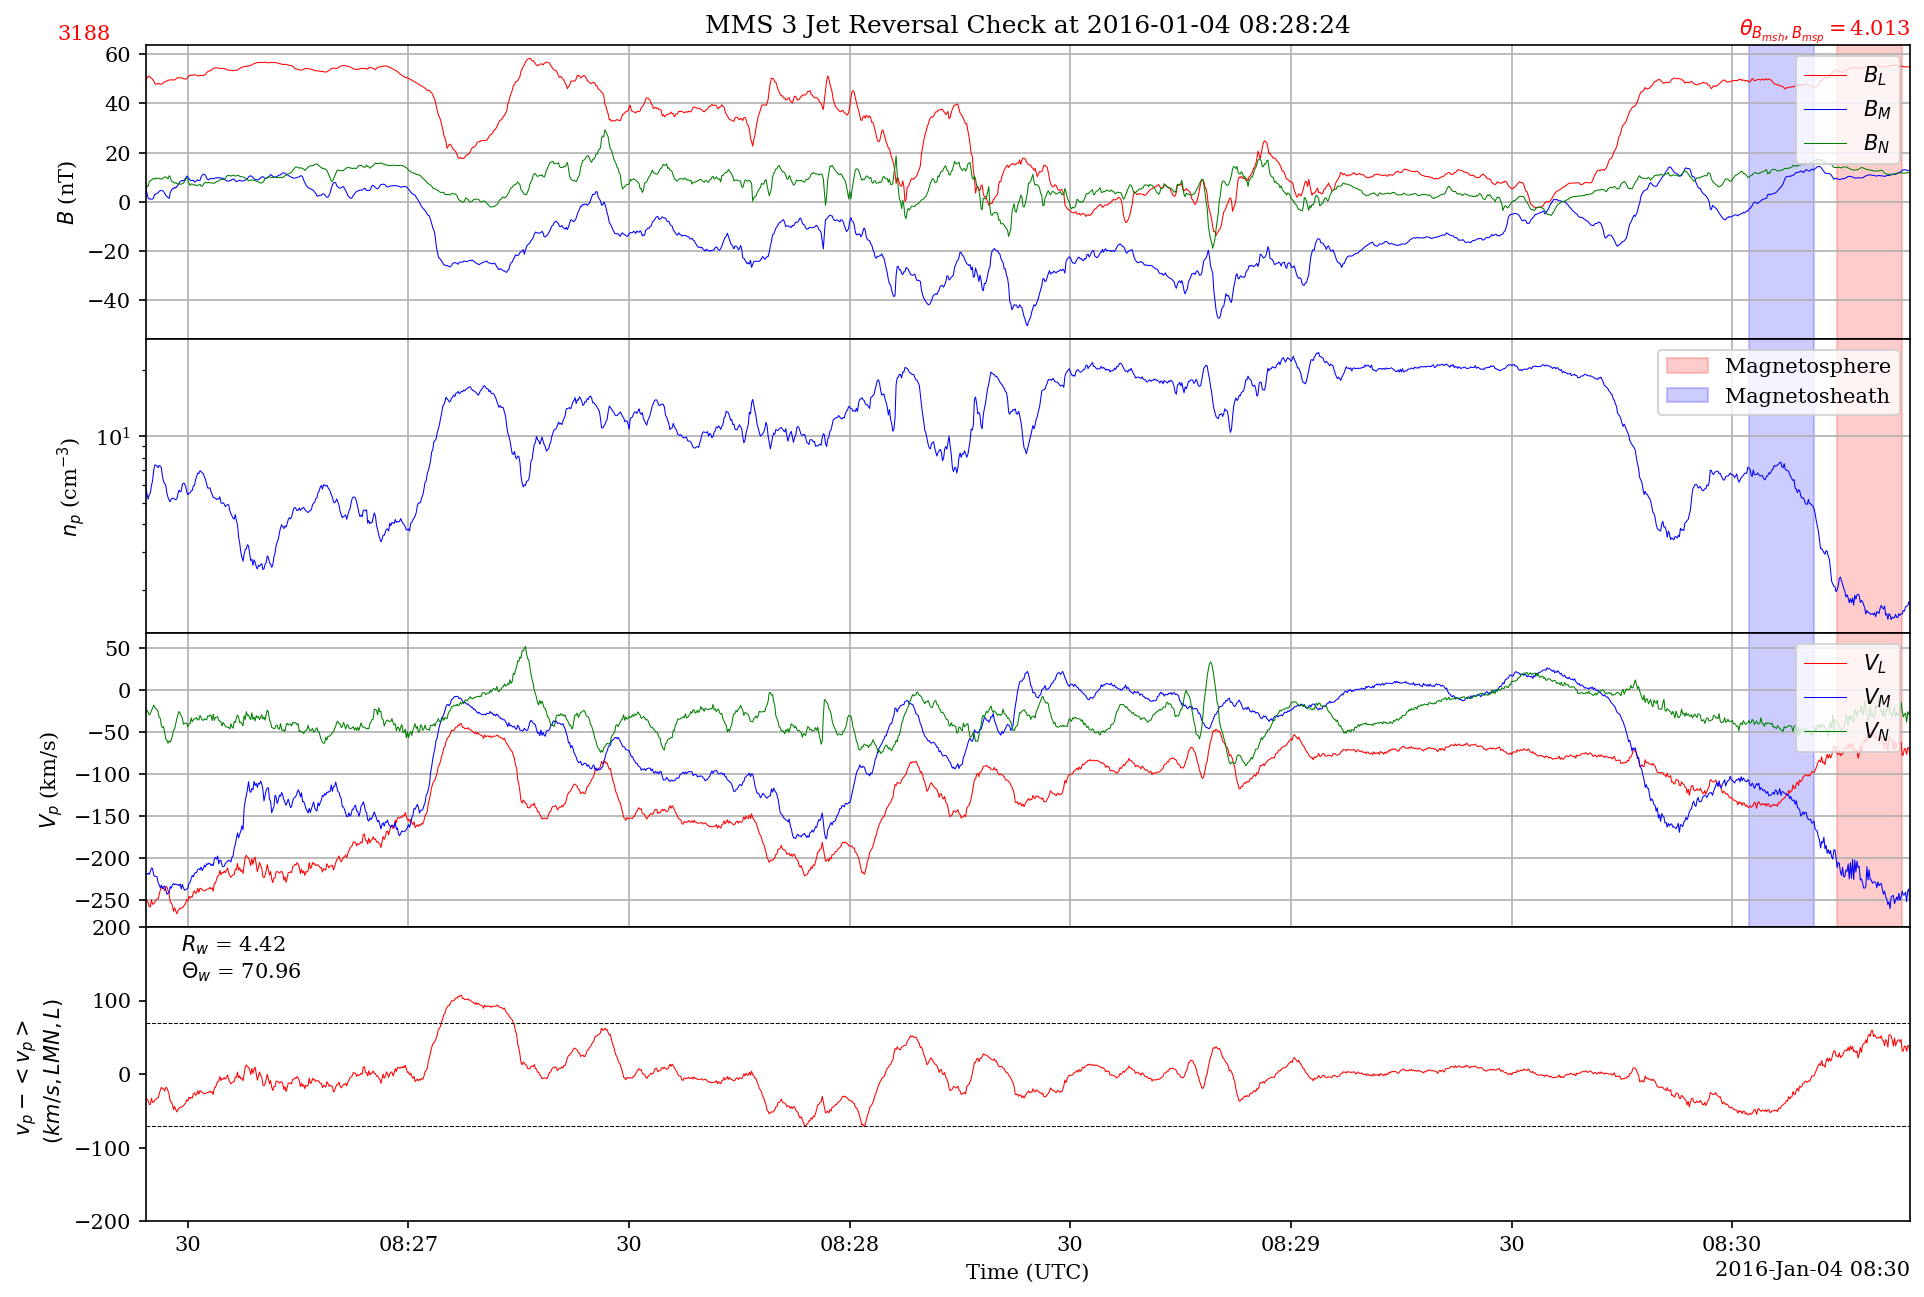 3188
MMS 3 Jet Reversal Check at 2016-01-04 08:28:24
θ_{B_{msh}, B_{msp}} = 4.013
60
40
20
0
−20
−40
B (nT)
B_L
B_M
B_N
10^1
n_p (cm^{−3})
Magnetosphere
Magnetosheath
50
0
−50
−100
−150
−200
−250
V_p (km/s)
V_L
V_M
V_N
200
100
0
−100
−200
v_p − < v_p >
(km/s, LMN, L)
R_w = 4.42
Θ_w = 70.96
30
08:27
30
08:28
30
08:29
30
08:30
Time (UTC)
2016-Jan-04 08:30